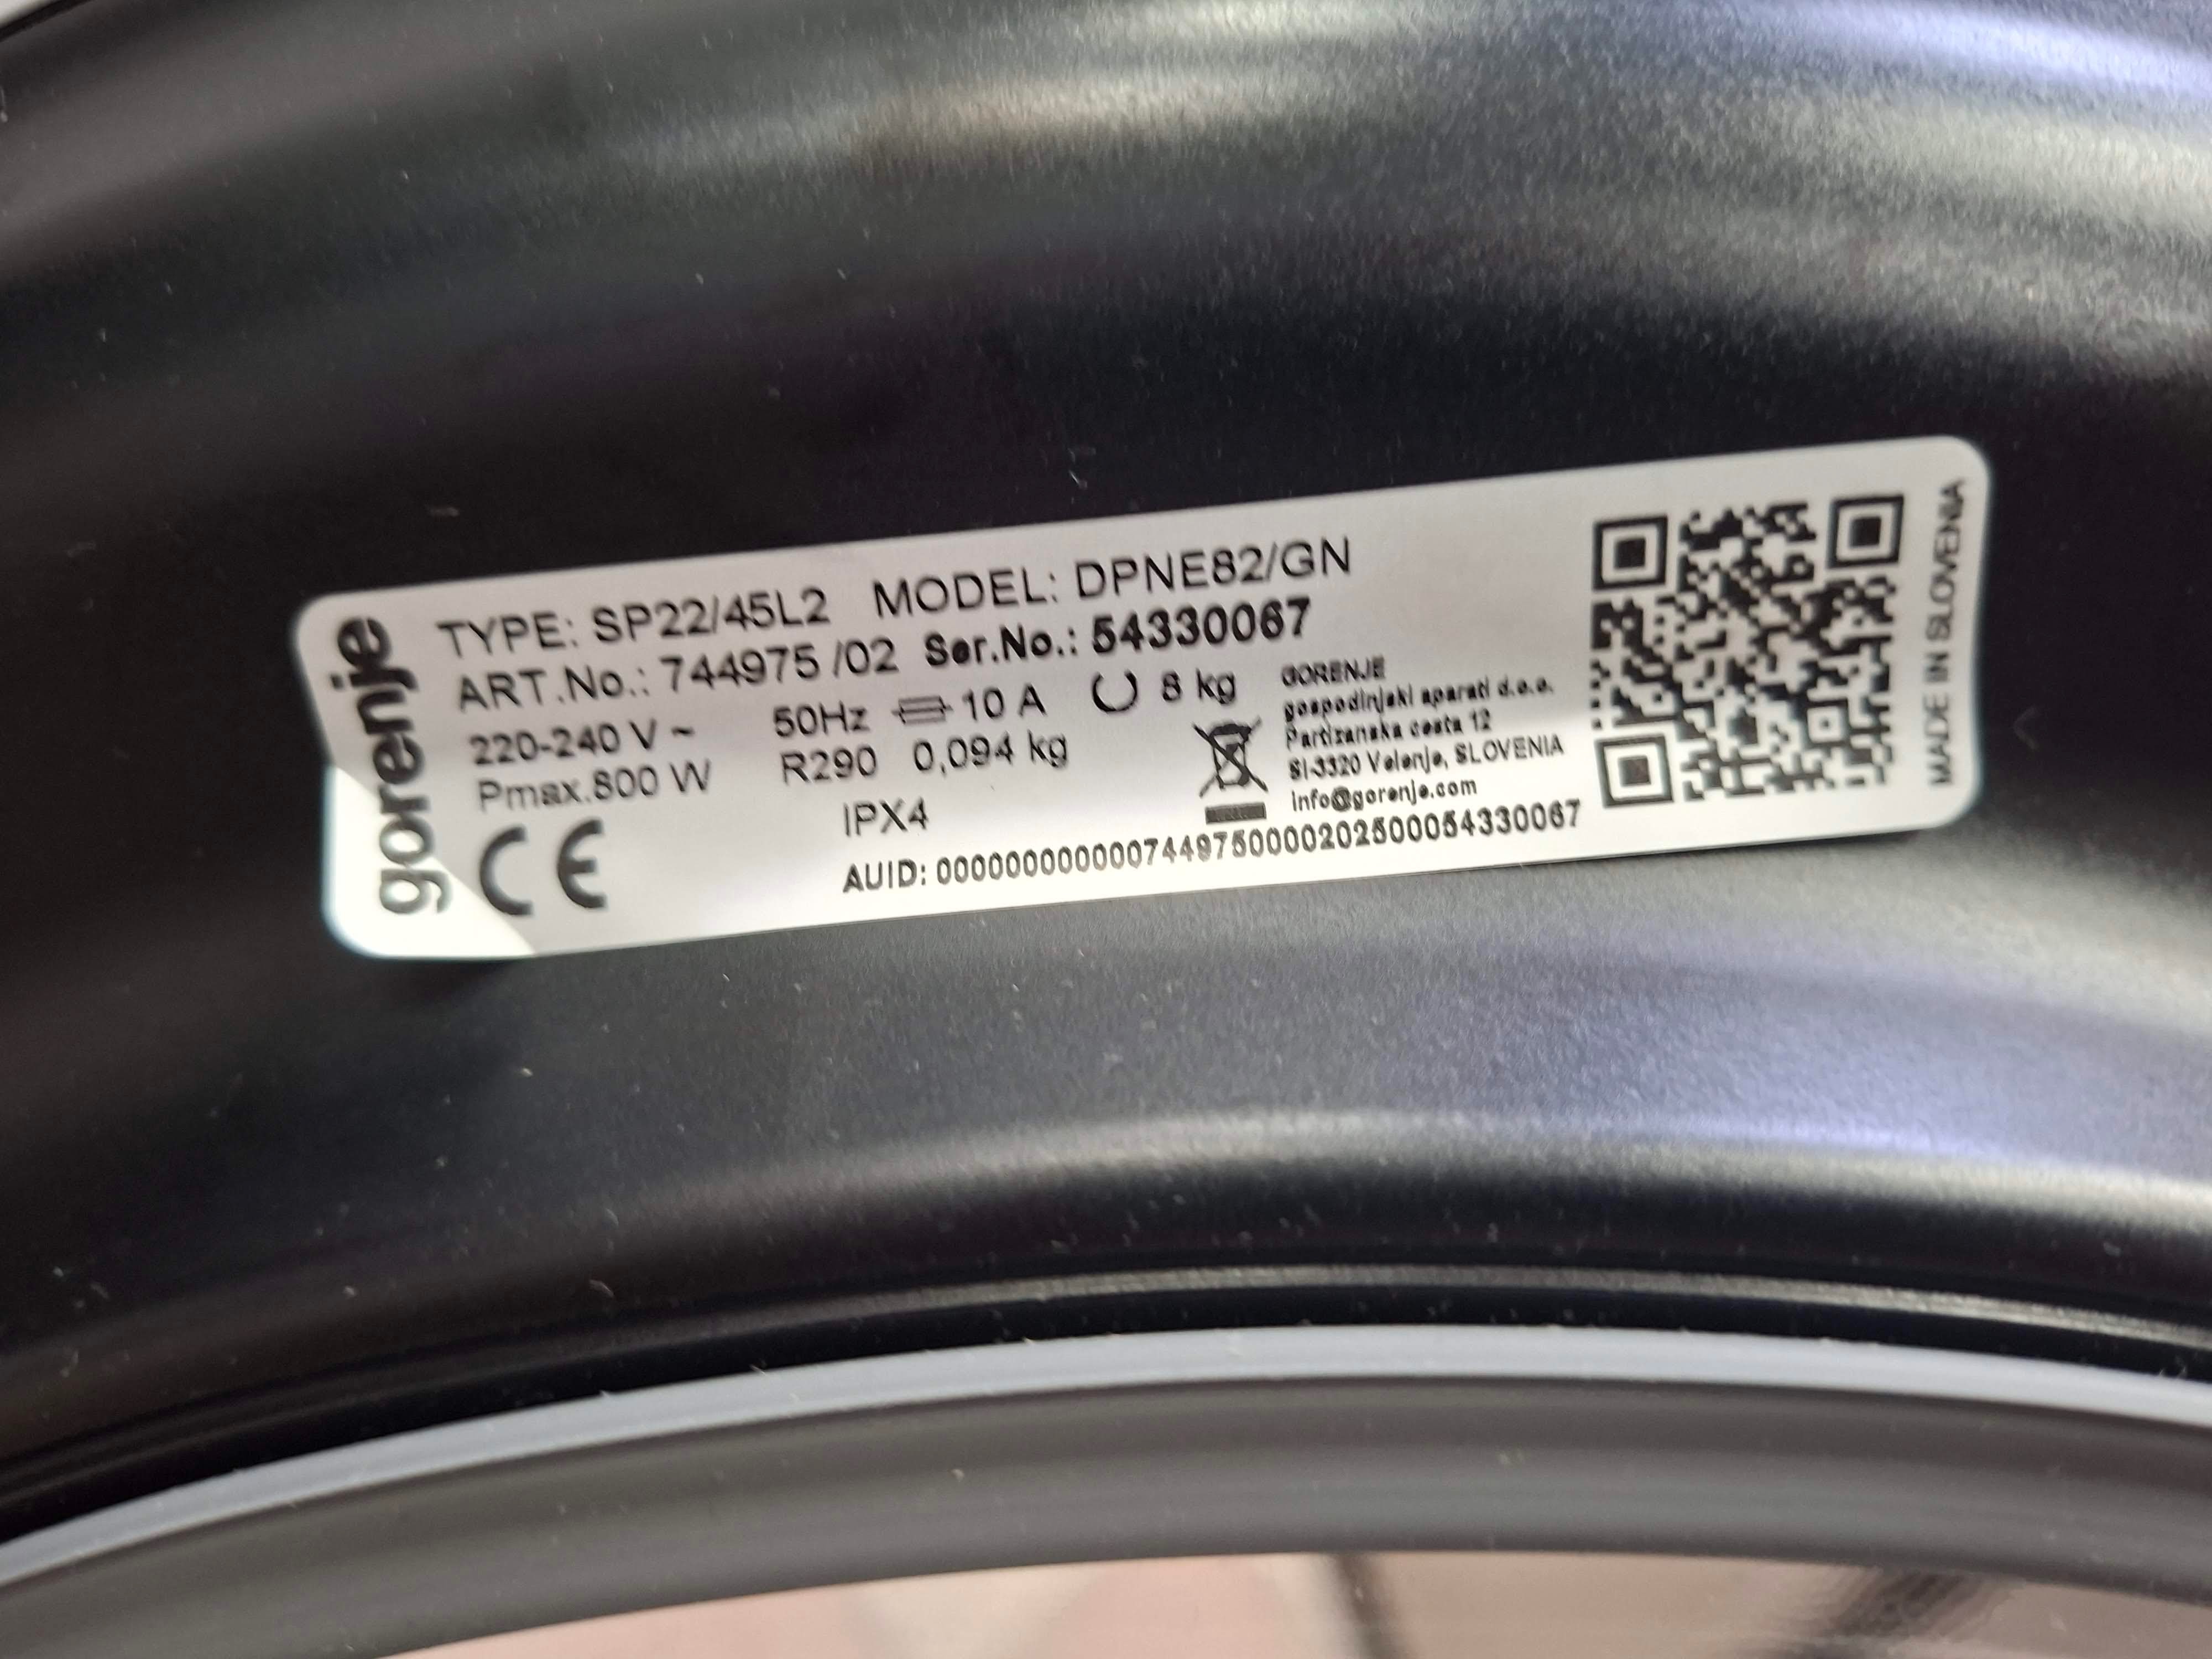 gorenje
TYPE: SP22/45L2 MODEL: DPNE82/GN
ART.No.: 744975 /02 Ser.No.: 54330067
220-240 V ~ 50Hz 10 A 8 kg
Pmax.800 W R290 0,094 kg
IPX4
CE
GORENJE
gospodinjski aparati d.o.o.
Partizanska cesta 12
SI-3320 Velenje, SLOVENIA
info@gorenje.com
AUID: 0000000000007449750000202500054330067
MADE IN SLOVENIA